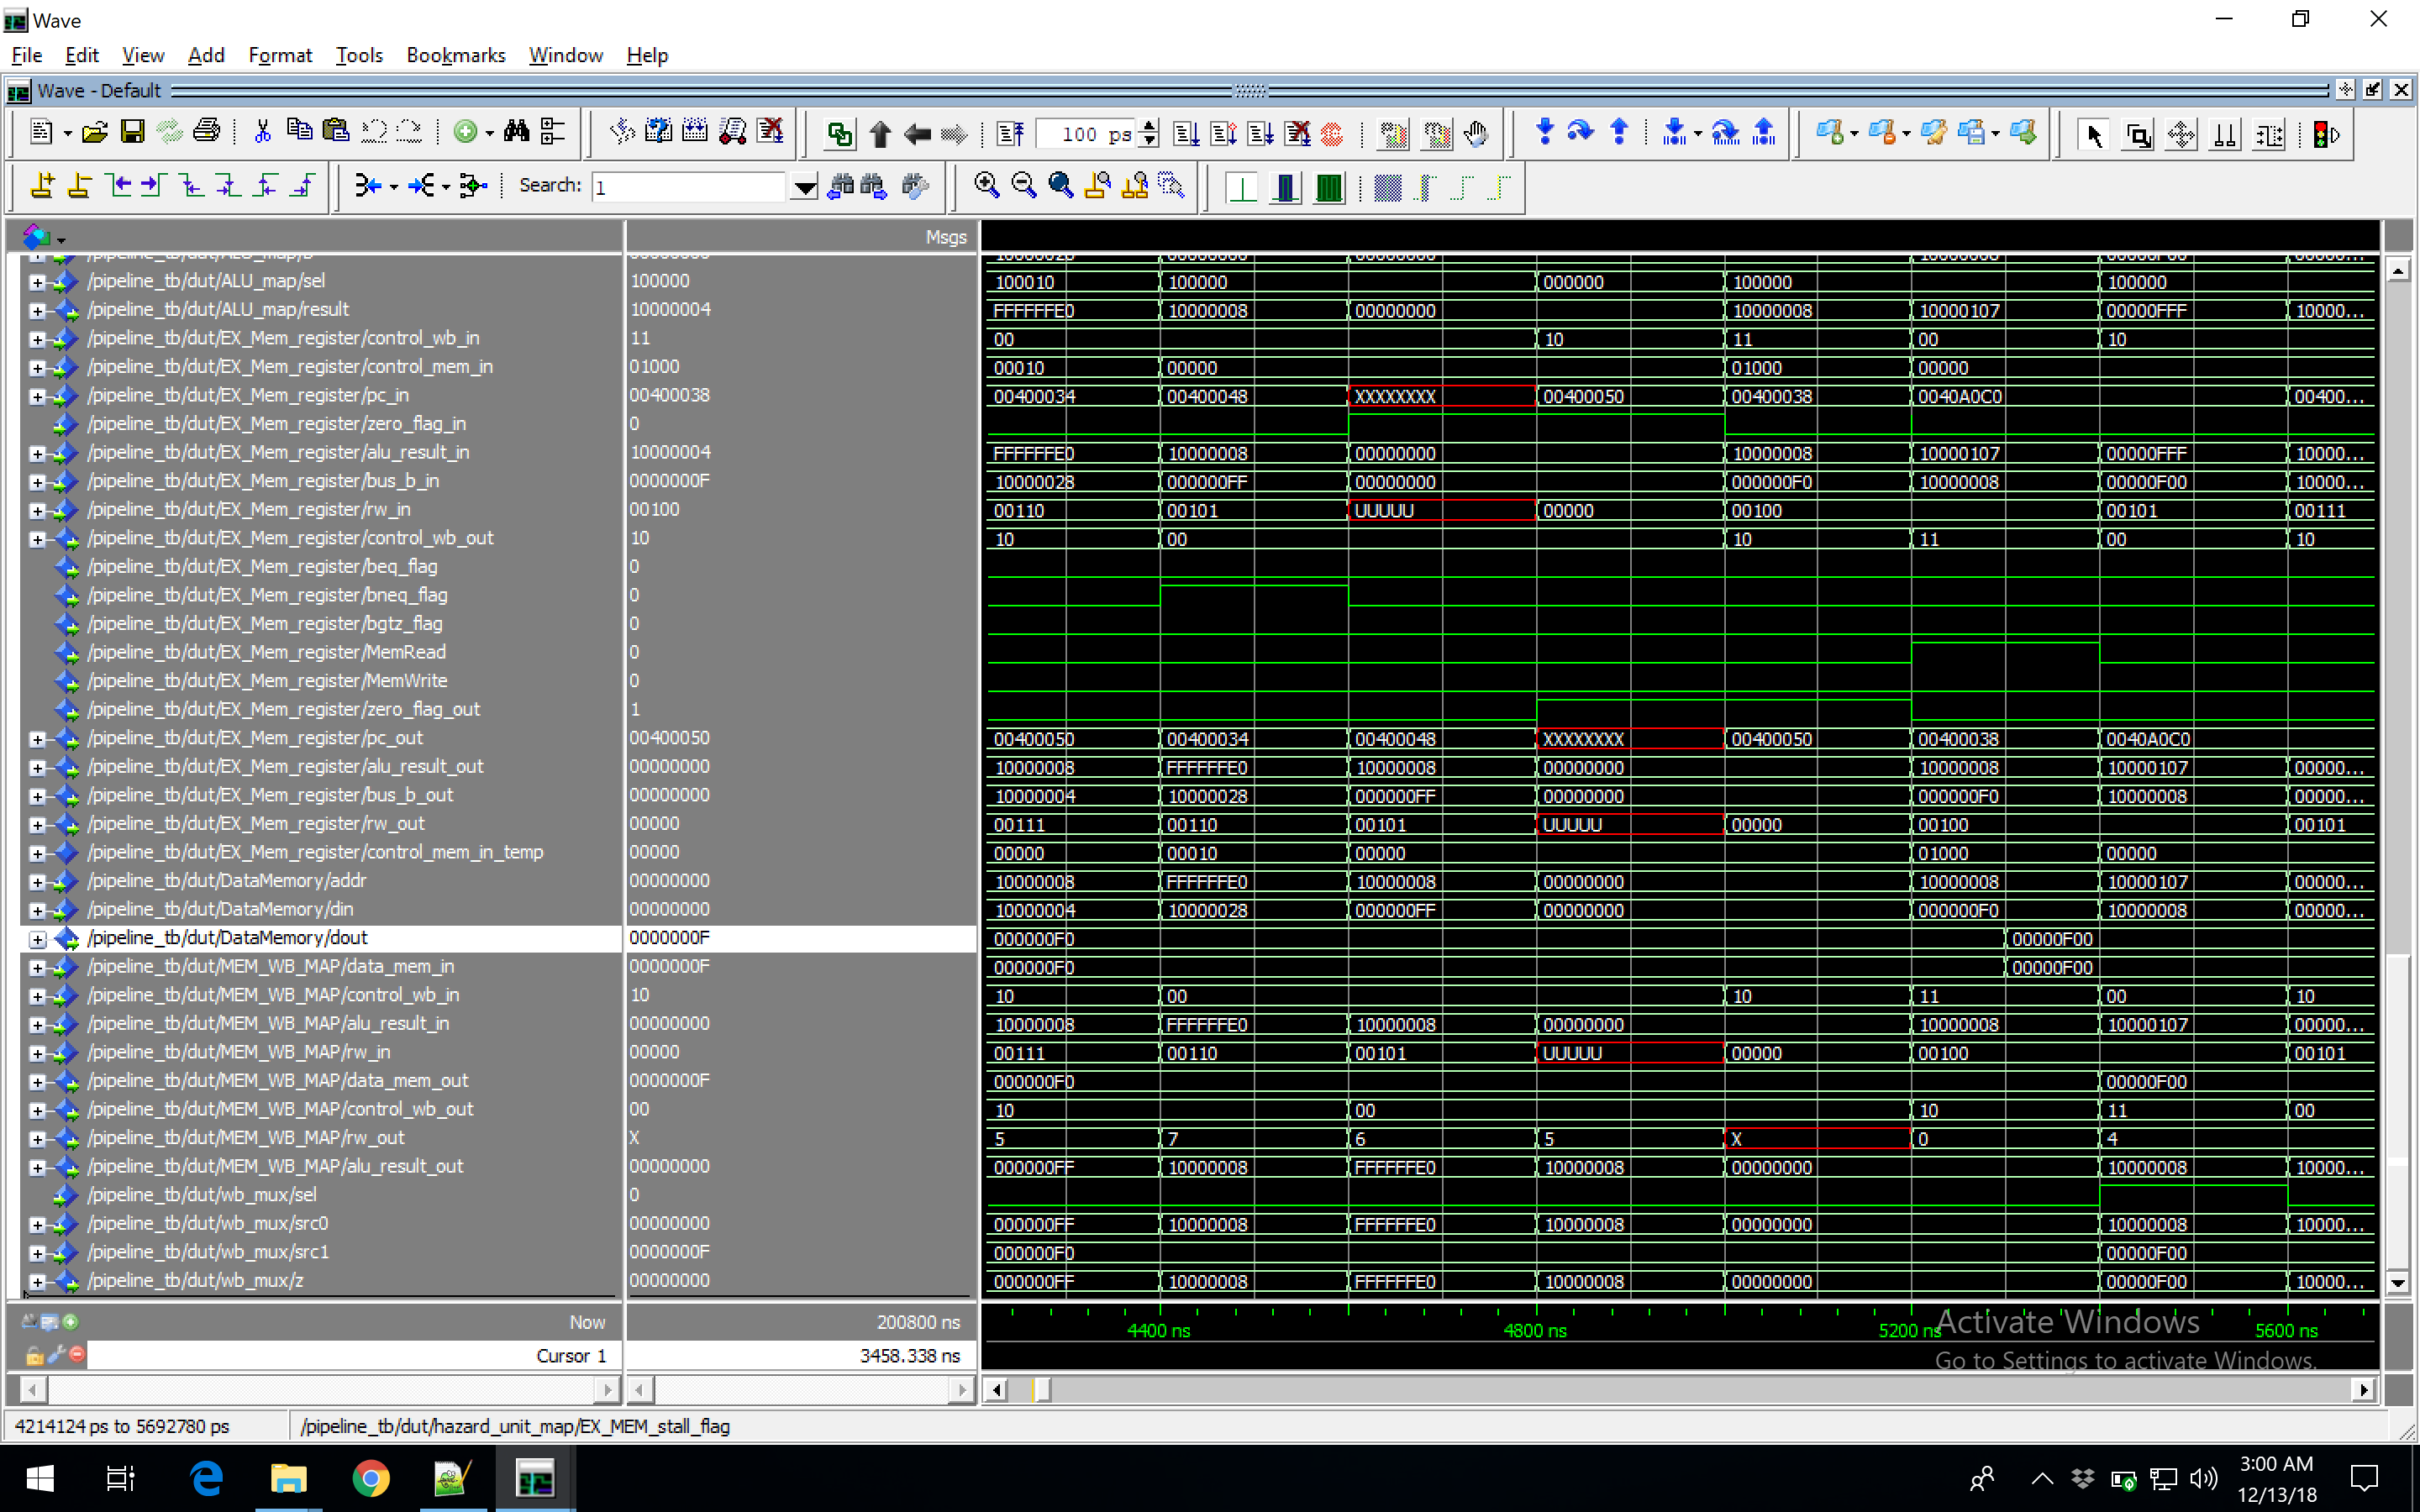 Wave
File Edit View Add Format Tools Bookmarks Window Help
Wave - Default
100 ps
Search: 1
Msgs
/pipeline_tb/dut/ALU_map/sel 100000 100010 100000 000000 100000 100000
/pipeline_tb/dut/ALU_map/result 10000004 FFFFFFE0 10000008 00000000 10000008 10000107 00000FFF 10000...
/pipeline_tb/dut/EX_Mem_register/control_wb_in 11 00 10 11 00 10
/pipeline_tb/dut/EX_Mem_register/control_mem_in 01000 00010 00000 01000 00000
/pipeline_tb/dut/EX_Mem_register/pc_in 00400038 00400034 00400048 XXXXXXXX 00400050 00400038 0040A0C0 00400...
/pipeline_tb/dut/EX_Mem_register/zero_flag_in 0
/pipeline_tb/dut/EX_Mem_register/alu_result_in 10000004 FFFFFFE0 10000008 00000000 10000008 10000107 00000FFF 10000...
/pipeline_tb/dut/EX_Mem_register/bus_b_in 0000000F 10000028 000000FF 00000000 000000F0 10000008 00000F00 10000...
/pipeline_tb/dut/EX_Mem_register/rw_in 00100 00110 00101 UUUUU 00000 00100 00101 00111
/pipeline_tb/dut/EX_Mem_register/control_wb_out 10 10 00 10 11 00 10
/pipeline_tb/dut/EX_Mem_register/beq_flag 0
/pipeline_tb/dut/EX_Mem_register/bneq_flag 0
/pipeline_tb/dut/EX_Mem_register/bgtz_flag 0
/pipeline_tb/dut/EX_Mem_register/MemRead 0
/pipeline_tb/dut/EX_Mem_register/MemWrite 0
/pipeline_tb/dut/EX_Mem_register/zero_flag_out 1
/pipeline_tb/dut/EX_Mem_register/pc_out 00400050 00400050 00400034 00400048 XXXXXXXX 00400050 00400038 0040A0C0
/pipeline_tb/dut/EX_Mem_register/alu_result_out 00000000 10000008 FFFFFFE0 10000008 00000000 10000008 10000107 00000...
/pipeline_tb/dut/EX_Mem_register/bus_b_out 00000000 10000004 10000028 000000FF 00000000 000000F0 10000008 00000...
/pipeline_tb/dut/EX_Mem_register/rw_out 00000 00111 00110 00101 UUUUU 00000 00100 00101
/pipeline_tb/dut/EX_Mem_register/control_mem_in_temp 00000 00000 00010 00000 01000 00000
/pipeline_tb/dut/DataMemory/addr 00000000 10000008 FFFFFFE0 10000008 00000000 10000008 10000107 00000...
/pipeline_tb/dut/DataMemory/din 00000000 10000004 10000028 000000FF 00000000 000000F0 10000008 00000...
/pipeline_tb/dut/DataMemory/dout 0000000F 000000F0 00000F00
/pipeline_tb/dut/MEM_WB_MAP/data_mem_in 0000000F 000000F0 00000F00
/pipeline_tb/dut/MEM_WB_MAP/control_wb_in 10 10 00 10 11 00 10
/pipeline_tb/dut/MEM_WB_MAP/alu_result_in 00000000 10000008 FFFFFFE0 10000008 00000000 10000008 10000107 00000...
/pipeline_tb/dut/MEM_WB_MAP/rw_in 00000 00111 00110 00101 UUUUU 00000 00100 00101
/pipeline_tb/dut/MEM_WB_MAP/data_mem_out 0000000F 000000F0 00000F00
/pipeline_tb/dut/MEM_WB_MAP/control_wb_out 00 10 00 10 11 00
/pipeline_tb/dut/MEM_WB_MAP/rw_out X 5 7 6 5 X 0 4
/pipeline_tb/dut/MEM_WB_MAP/alu_result_out 00000000 000000FF 10000008 FFFFFFE0 10000008 00000000 10000008 10000...
/pipeline_tb/dut/wb_mux/sel 0
/pipeline_tb/dut/wb_mux/src0 00000000 000000FF 10000008 FFFFFFE0 10000008 00000000 10000008 10000...
/pipeline_tb/dut/wb_mux/src1 0000000F 000000F0 00000F00
/pipeline_tb/dut/wb_mux/z 00000000 000000FF 10000008 FFFFFFE0 10000008 00000000 00000F00 10000...
Now 200800 ns
4400 ns 4800 ns 5200 ns 5600 ns
Cursor 1 3458.338 ns
Activate Windows
Go to Settings to activate Windows.
4214124 ps to 5692780 ps /pipeline_tb/dut/hazard_unit_map/EX_MEM_stall_flag
3:00 AM
12/13/18